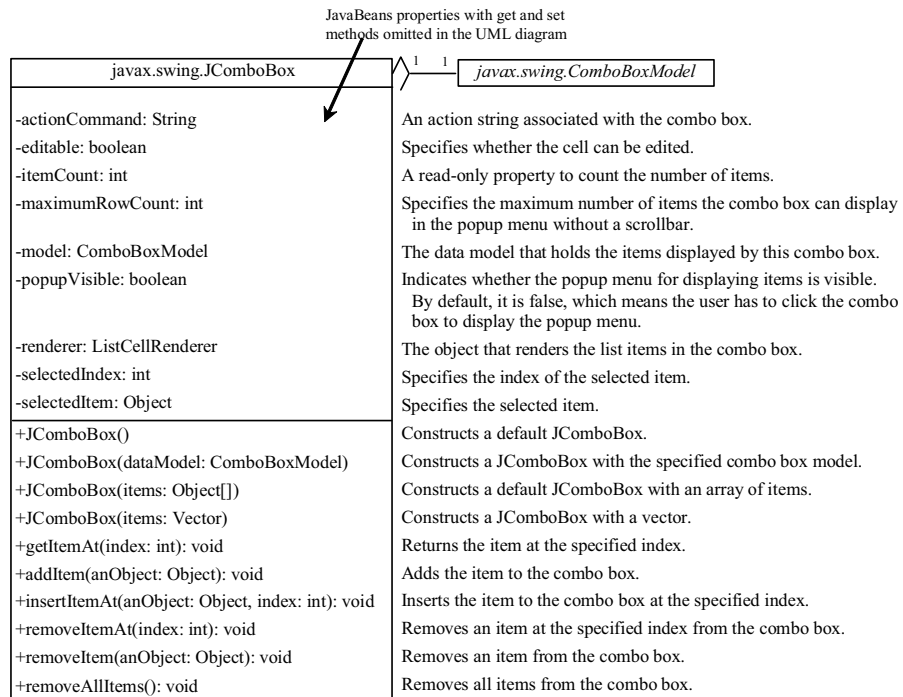 JavaBeans properties with get and set
methods omitted in the UML diagram
javax.swing.JComboBox
1
1
javax.swing.ComboBoxModel
-actionCommand: String
An action string associated with the combo box.
-editable: boolean
Specifies whether the cell can be edited.
-itemCount: int
A read-only property to count the number of items.
-maximumRowCount: int
Specifies the maximum number of items the combo box can display
in the popup menu without a scrollbar.
-model: ComboBoxModel
The data model that holds the items displayed by this combo box.
-popupVisible: boolean
Indicates whether the popup menu for displaying items is visible.
By default, it is false, which means the user has to click the combo
box to display the popup menu.
-renderer: ListCellRenderer
The object that renders the list items in the combo box.
-selectedIndex: int
Specifies the index of the selected item.
-selectedItem: Object
Specifies the selected item.
+JComboBox()
Constructs a default JComboBox.
+JComboBox(dataModel: ComboBoxModel)
Constructs a JComboBox with the specified combo box model.
+JComboBox(items: Object[])
Constructs a default JComboBox with an array of items.
+JComboBox(items: Vector)
Constructs a JComboBox with a vector.
+getItemAt(index: int): void
Returns the item at the specified index.
+addItem(anObject: Object): void
Adds the item to the combo box.
+insertItemAt(anObject: Object, index: int): void
Inserts the item to the combo box at the specified index.
+removeItemAt(index: int): void
Removes an item at the specified index from the combo box.
+removeItem(anObject: Object): void
Removes an item from the combo box.
+removeAllItems(): void
Removes all items from the combo box.